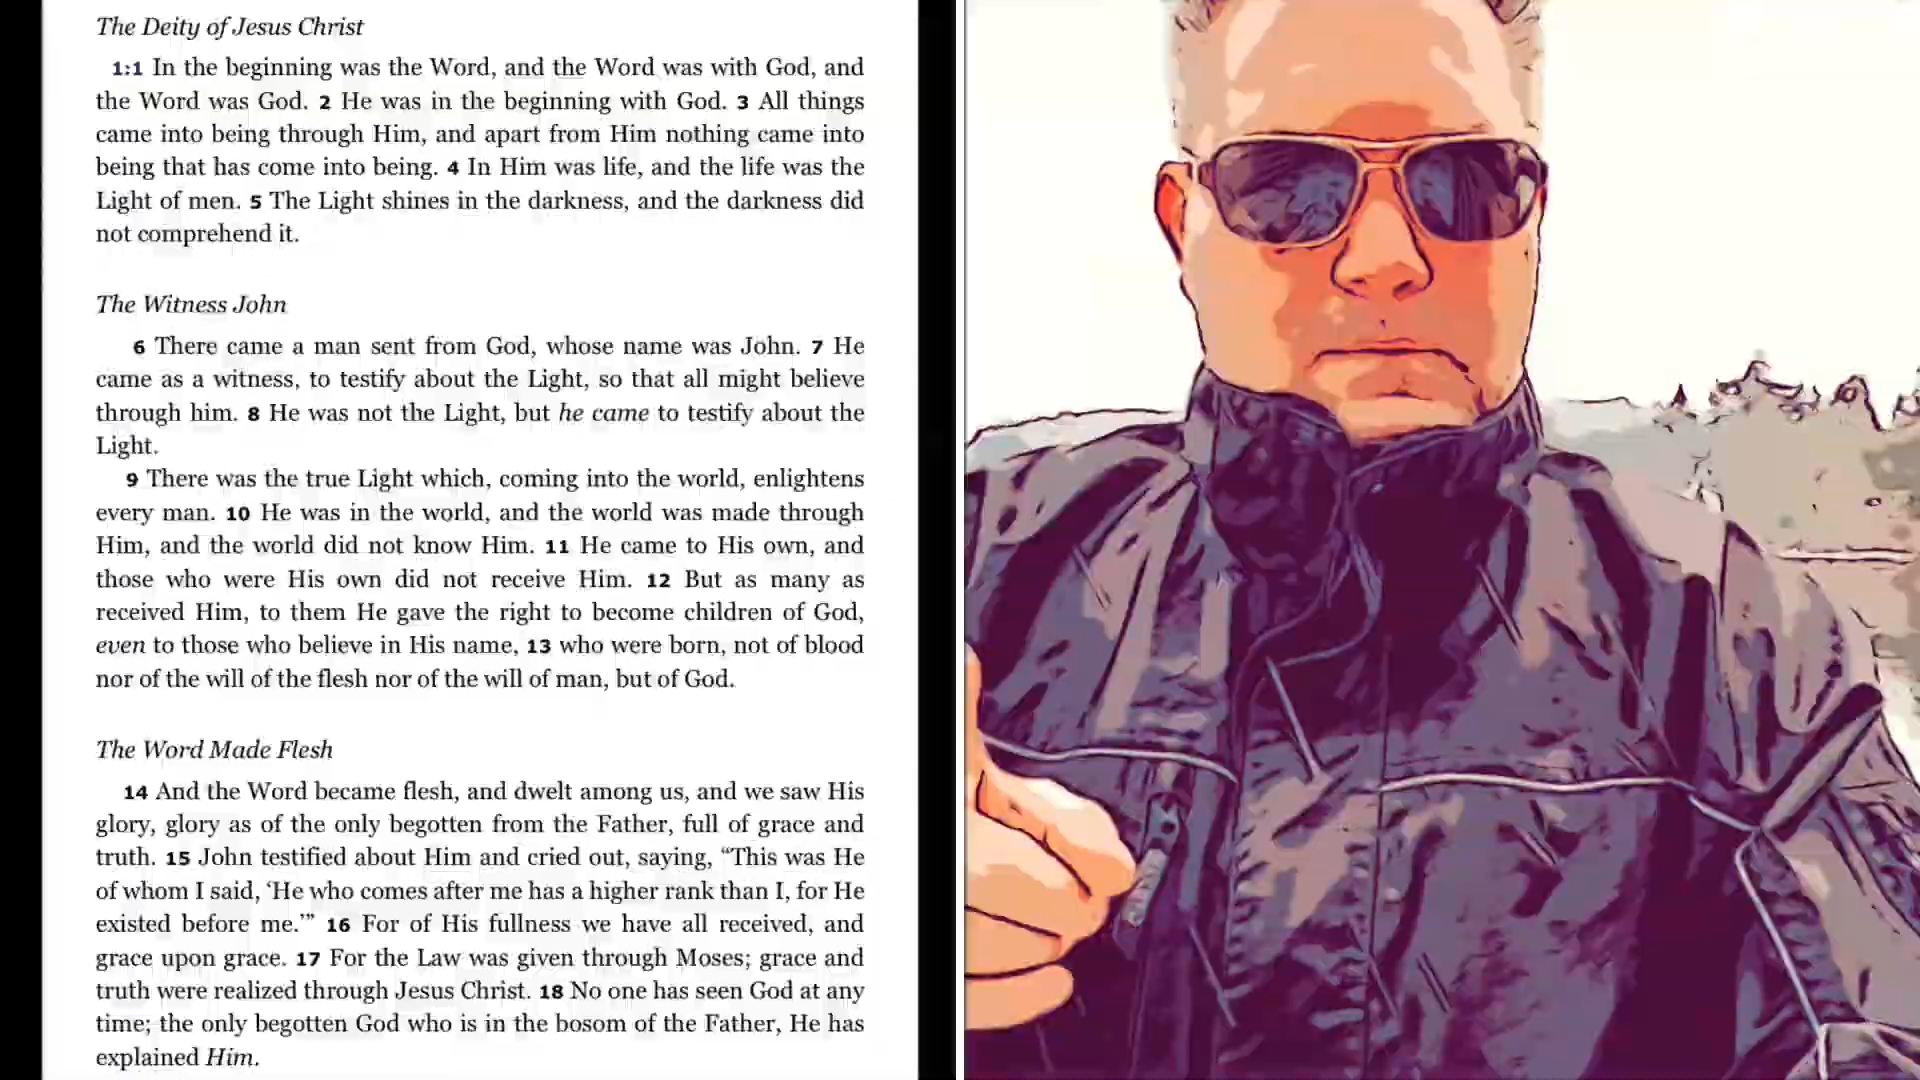 The Deity of Jesus Christ
1:1 In the beginning was the Word, and the Word was with God, and
the Word was God. 2 He was in the beginning with God. 3 All things
came into being through Him, and apart from Him nothing came into
being that has come into being. 4 In Him was life, and the life was the
Light of men. 5 The Light shines in the darkness, and the darkness did
not comprehend it.
The Witness John
6 There came a man sent from God, whose name was John. 7 He
came as a witness, to testify about the Light, so that all might believe
through him. 8 He was not the Light, but he came to testify about the
Light.
9 There was the true Light which, coming into the world, enlightens
every man. 10 He was in the world, and the world was made through
Him, and the world did not know Him. 11 He came to His own, and
those who were His own did not receive Him. 12 But as many as
received Him, to them He gave the right to become children of God,
even to those who believe in His name, 13 who were born, not of blood
nor of the will of the flesh nor of the will of man, but of God.
The Word Made Flesh
14 And the Word became flesh, and dwelt among us, and we saw His
glory, glory as of the only begotten from the Father, full of grace and
truth. 15 John testified about Him and cried out, saying, “This was He
of whom I said, ‘He who comes after me has a higher rank than I, for He
existed before me.’” 16 For of His fullness we have all received, and
grace upon grace. 17 For the Law was given through Moses; grace and
truth were realized through Jesus Christ. 18 No one has seen God at any
time; the only begotten God who is in the bosom of the Father, He has
explained Him.